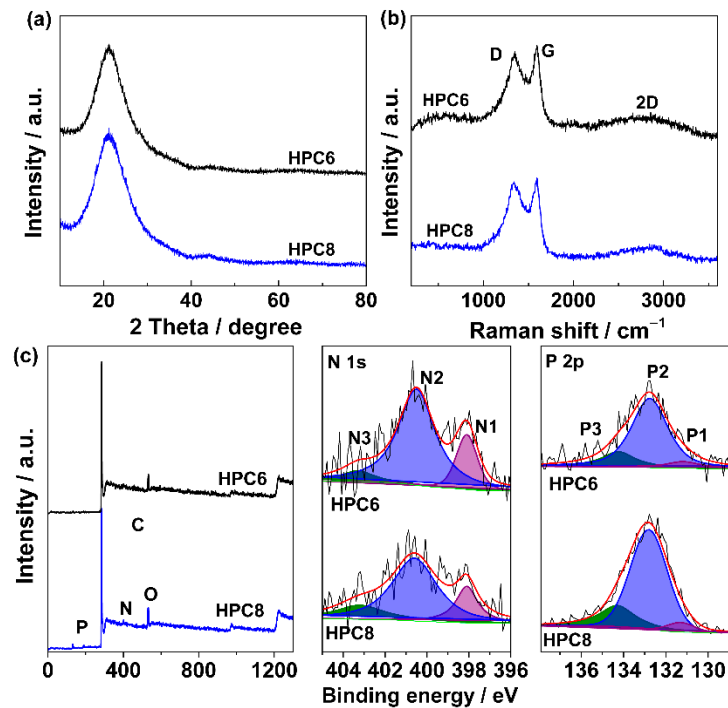 (a)
Intensity / a.u.
HPC6
HPC8
20 40 60 80
2 Theta / degree
(b)
Intensity / a.u.
D G
HPC6
2D
HPC8
1000 2000 3000
Raman shift / cm⁻¹
(c)
Intensity / a.u.
HPC6
C
P N O
HPC8
0 400 800 1200
N 1s
N2
N3 N1
HPC6
HPC8
404 402 400 398 396
P 2p
P2
P3 P1
HPC6
HPC8
136 134 132 130
Binding energy / eV